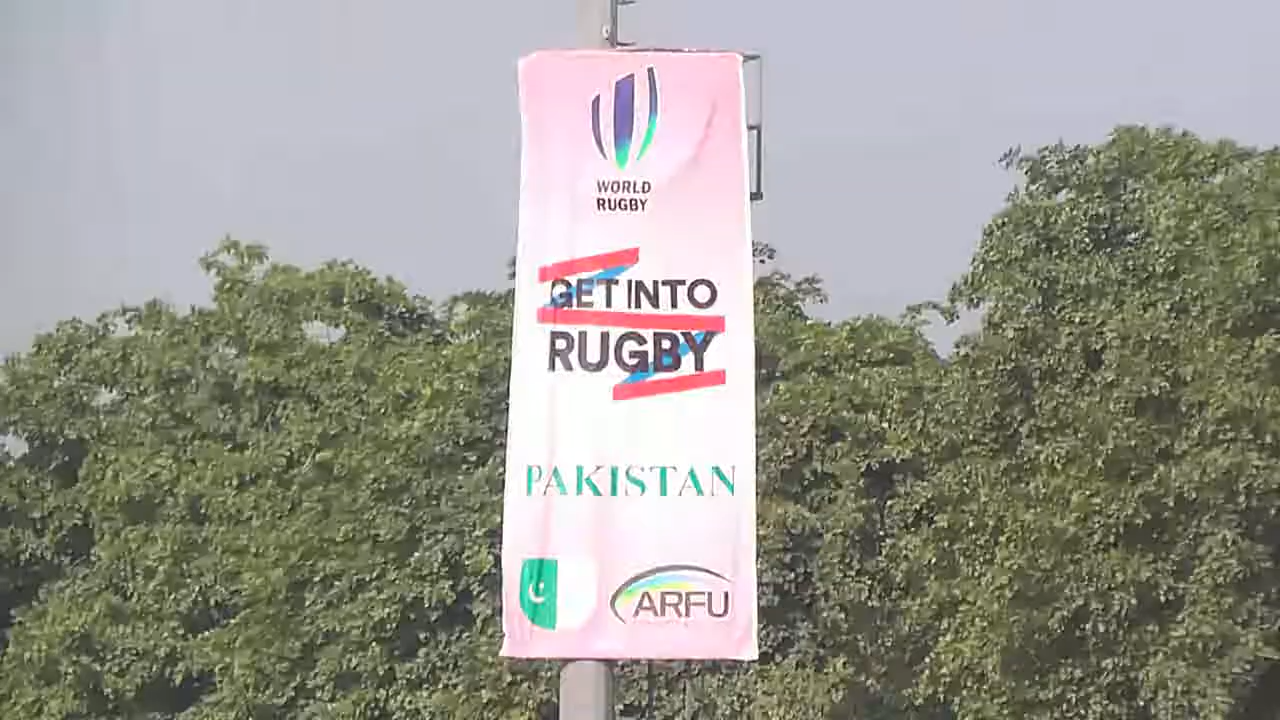 WORLD
RUGBY
GET INTO
RUGBY
PAKISTAN
ARFU